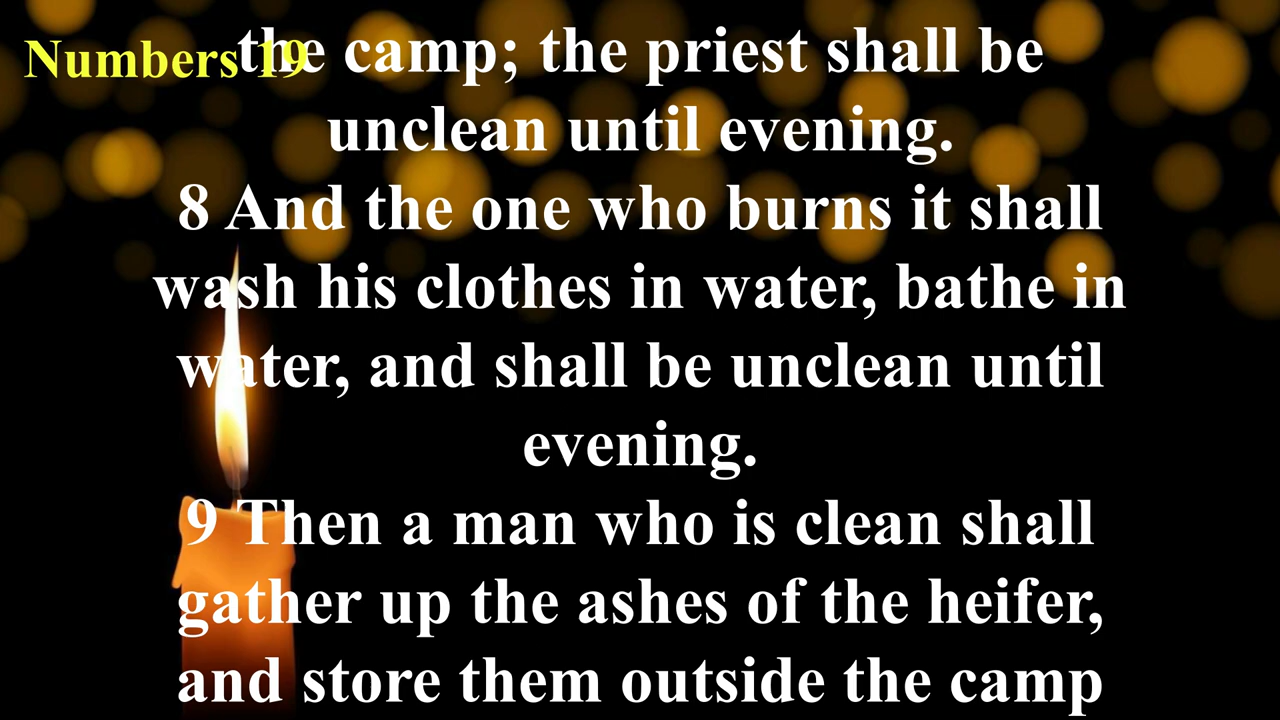 Numbers 19
the camp; the priest shall be
unclean until evening.
8 And the one who burns it shall
wash his clothes in water, bathe in
water, and shall be unclean until
evening.
9 Then a man who is clean shall
gather up the ashes of the heifer,
and store them outside the camp